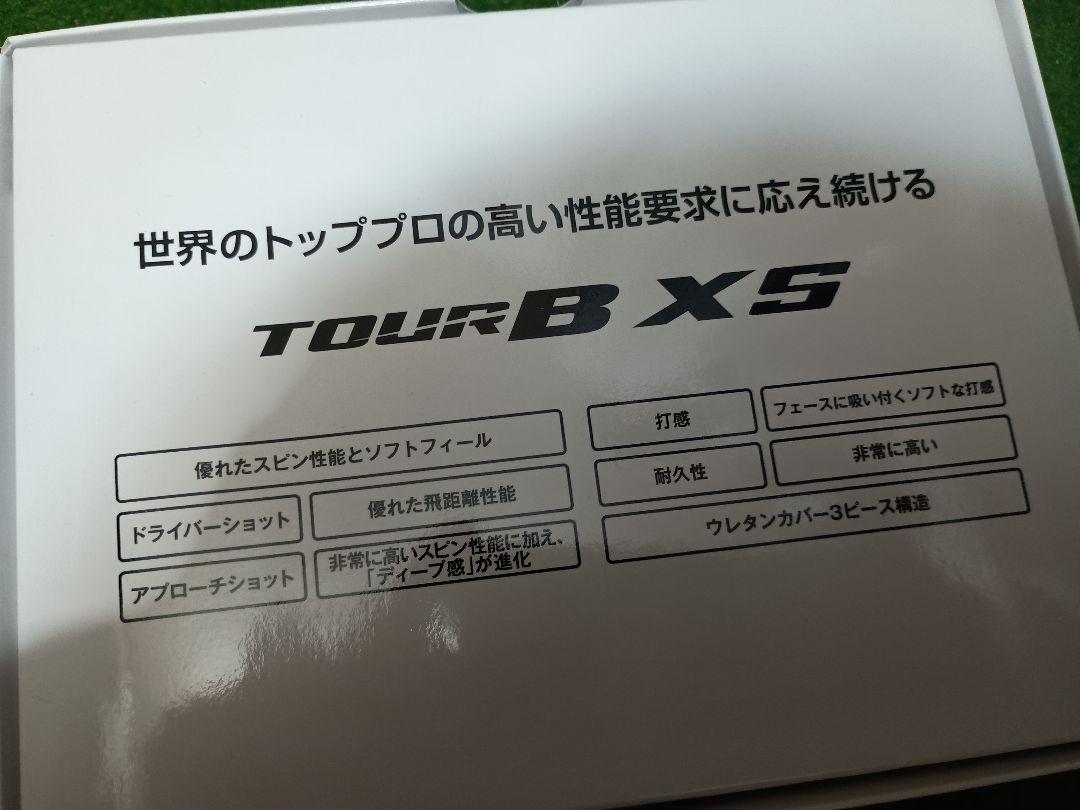 世界のトッププロの高い性能要求に応え続ける
TOUR B XS
優れたスピン性能とソフトフィール
ドライバーショット
優れた飛距離性能
アプローチショット
非常に高いスピン性能に加え、
「ディープ感」が進化
打感
フェースに吸い付くソフトな打感
耐久性
非常に高い
ウレタンカバー3ピース構造